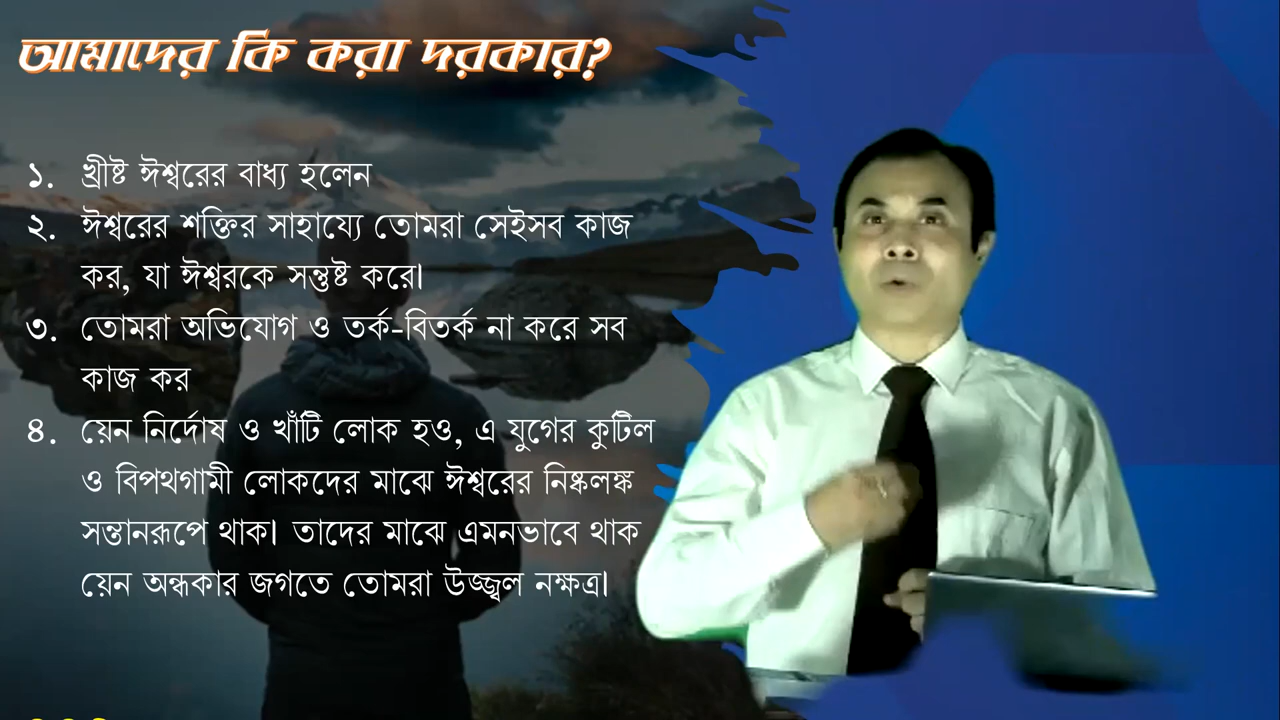 আমাদের কি করা দরকার?
১. খ্রীষ্ট ঈশ্বরের বাধ্য হলেন
২. ঈশ্বরের শক্তির সাহায্যে তোমরা সেইসব কাজ
কর, যা ঈশ্বরকে সন্তুষ্ট করে।
৩. তোমরা অভিযোগ ও তর্ক-বিতর্ক না করে সব
কাজ কর
৪. য়েন নির্দোষ ও খাঁটি লোক হও, এ যুগের কুটিল
ও বিপথগামী লোকদের মাঝে ঈশ্বরের নিষ্কলঙ্ক
সন্তানরূপে থাক। তাদের মাঝে এমনভাবে থাক
য়েন অন্ধকার জগতে তোমরা উজ্জ্বল নক্ষত্র।